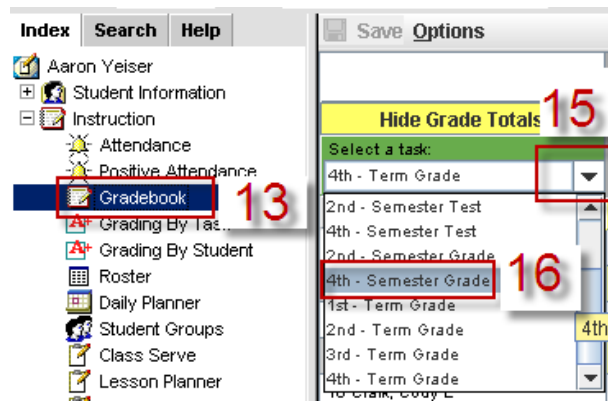 Index Search Help
Aaron Yeiser
Student Information
Instruction
Attendance
Positive Attendance
Gradebook
13
Grading By Task
Grading By Student
Roster
Daily Planner
Student Groups
Class Serve
Lesson Planner
Save Options
Hide Grade Totals
15
Select a task:
4th - Term Grade
2nd - Semester Test
4th - Semester Test
2nd - Semester Grade
4th - Semester Grade
16
1st - Term Grade
2nd - Term Grade
4th
3rd - Term Grade
4th - Term Grade